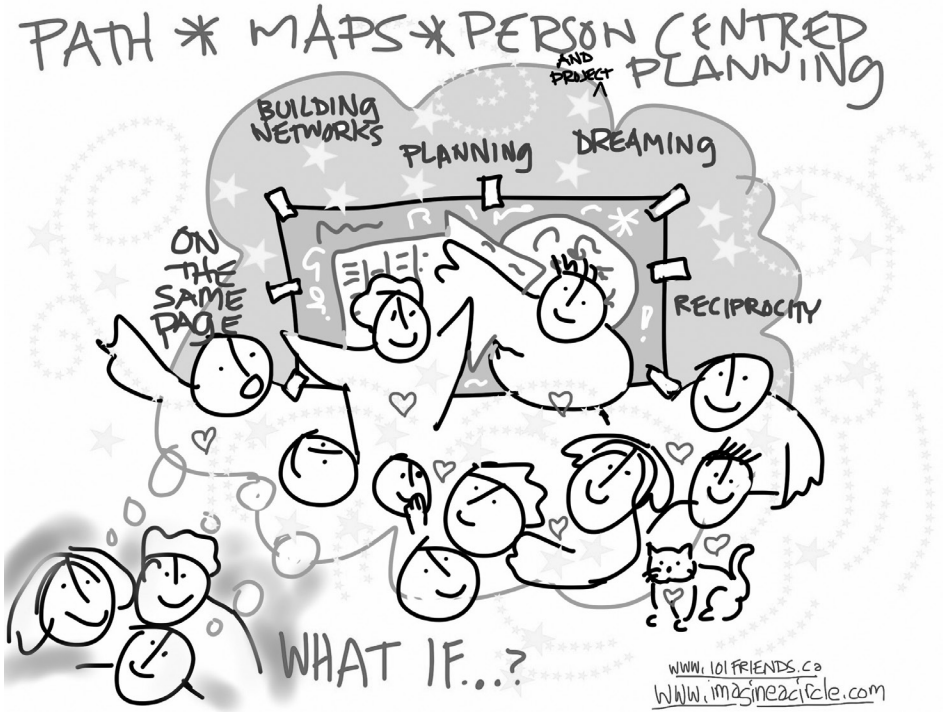 PATH * MAPS * PERSON CENTRED
AND
PROJECT
PLANNING
BUILDING
NETWORKS
PLANNING
DREAMING
ON
THE
SAME
PAGE
RECIPROCITY
WHAT IF...?
www.101FRIENDS.ca
www.imagineacircle.com